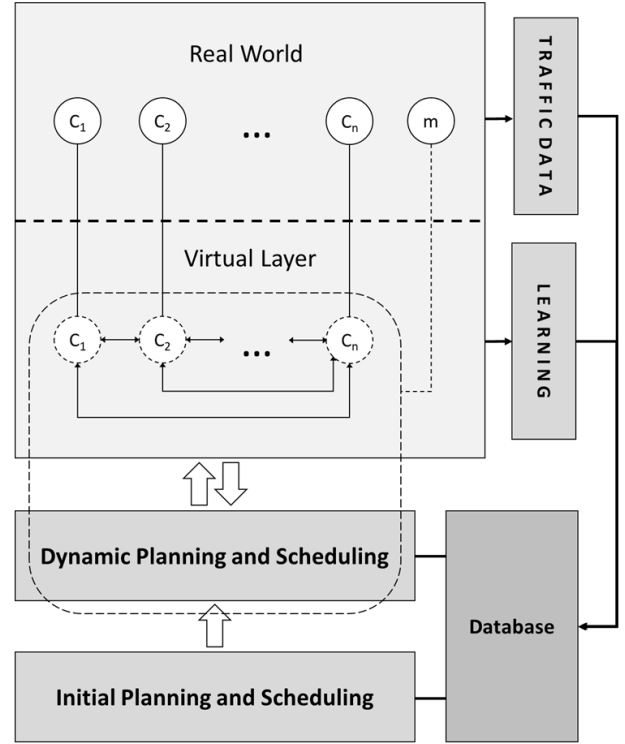 Real World
C₁ C₂ ... Cₙ m
TRAFFIC DATA
Virtual Layer
C₁ C₂ ... Cₙ
LEARNING
Dynamic Planning and Scheduling
Database
Initial Planning and Scheduling